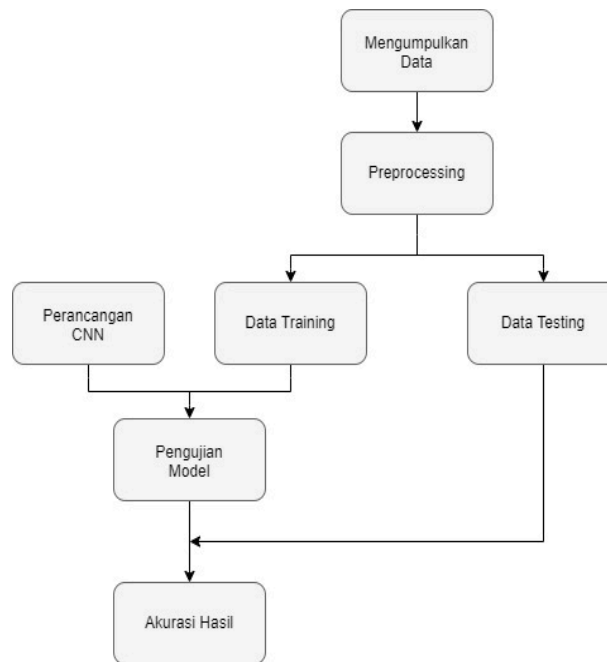 Mengumpulkan
Data
Preprocessing
Perancangan
CNN
Data Training
Data Testing
Pengujian
Model
Akurasi Hasil